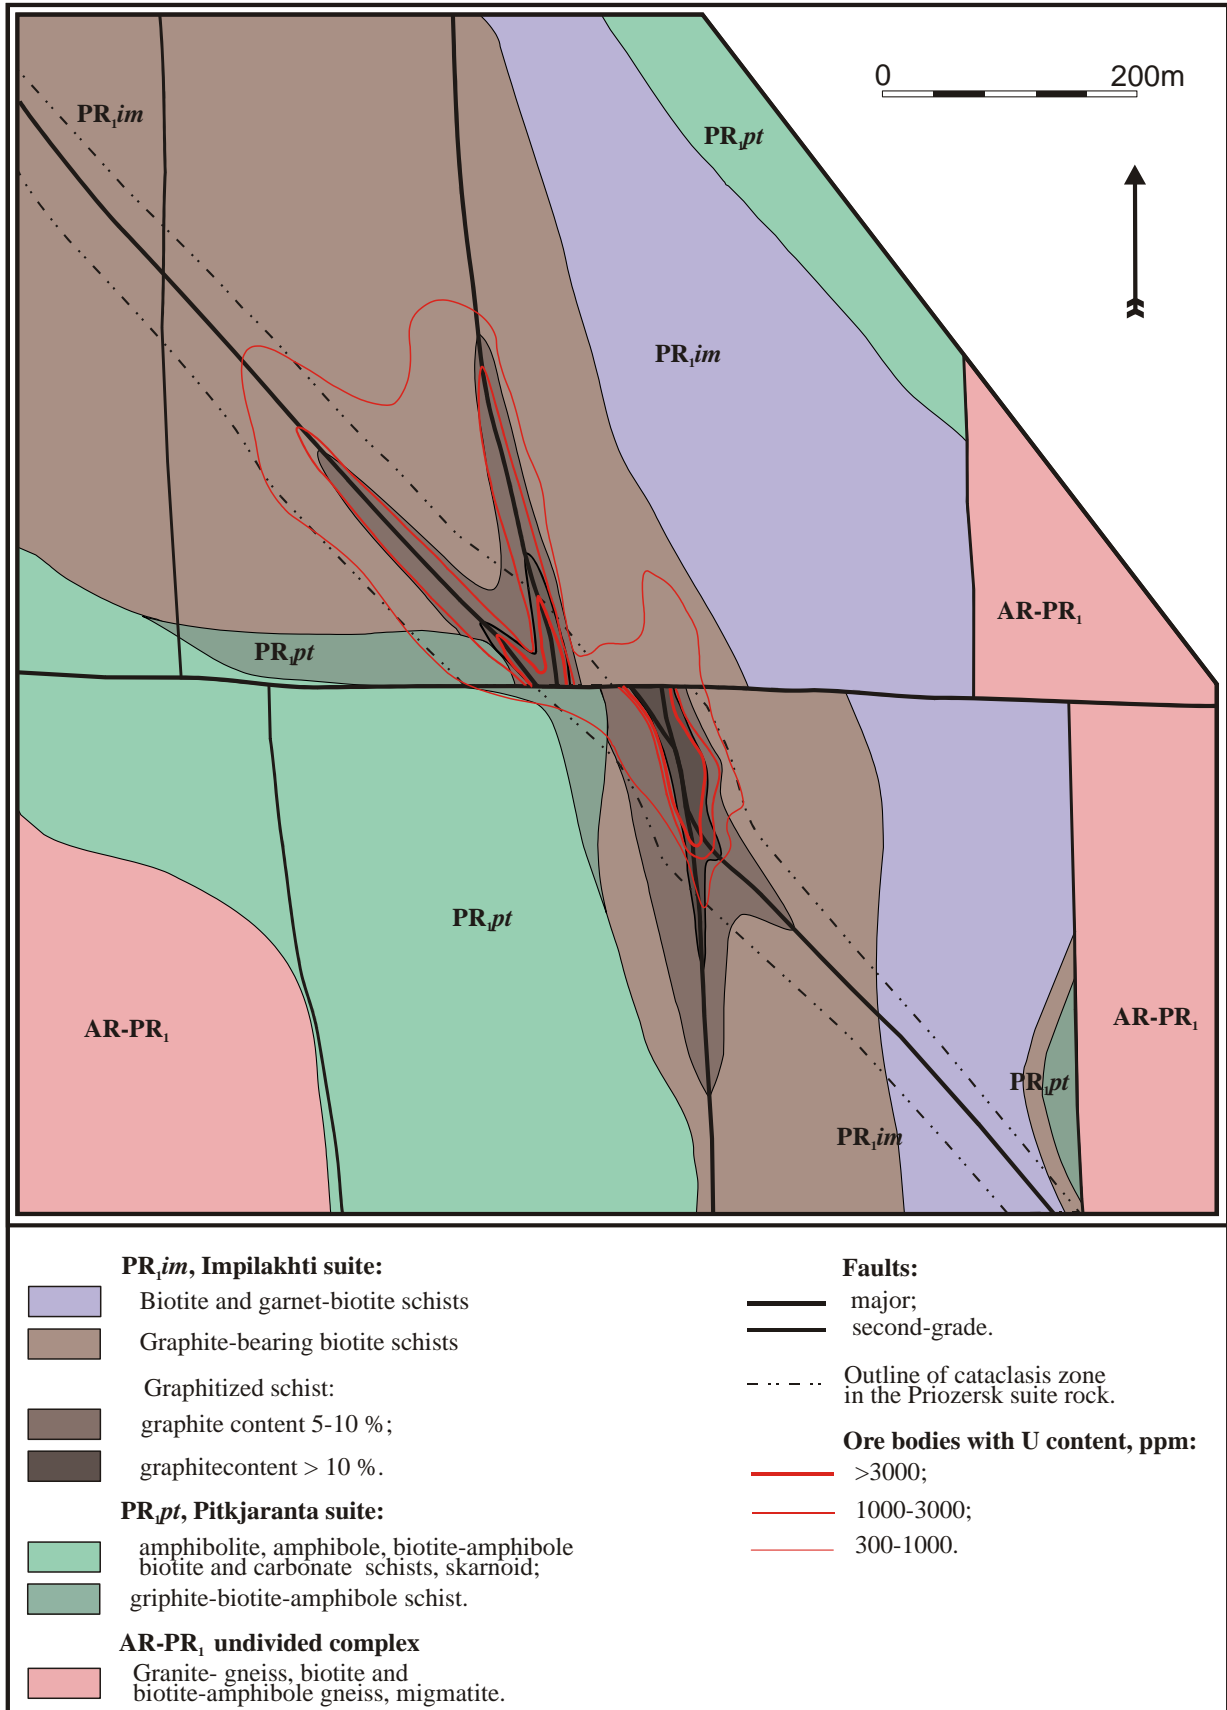 0 200m
PR₁im
PR₁pt
PR₁im
AR-PR₁
PR₁pt
PR₁pt
AR-PR₁
AR-PR₁
PR₁pt
PR₁im
PR₁im, Impilakhti suite:
Biotite and garnet-biotite schists
Graphite-bearing biotite schists
Graphitized schist:
graphite content 5-10 %;
graphitecontent > 10 %.
PR₁pt, Pitkjaranta suite:
amphibolite, amphibole, biotite-amphibole
biotite and carbonate schists, skarnoid;
griphite-biotite-amphibole schist.
AR-PR₁ undivided complex
Granite- gneiss, biotite and
biotite-amphibole gneiss, migmatite.
Faults:
major;
second-grade.
Outline of cataclasis zone
in the Priozersk suite rock.
Ore bodies with U content, ppm:
>3000;
1000-3000;
300-1000.